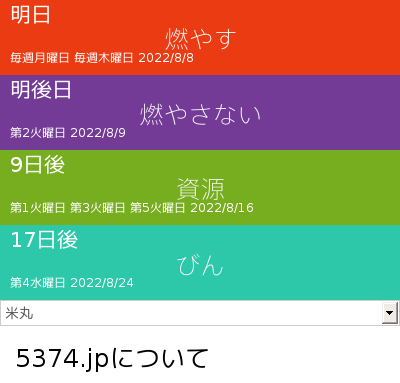 明日
燃やす
毎週月曜日 毎週木曜日 2022/8/8
明後日
燃やさない
第2火曜日 2022/8/9
9日後
資源
第1火曜日 第3火曜日 第5火曜日 2022/8/16
17日後
びん
第4水曜日 2022/8/24
米丸
5374.jpについて